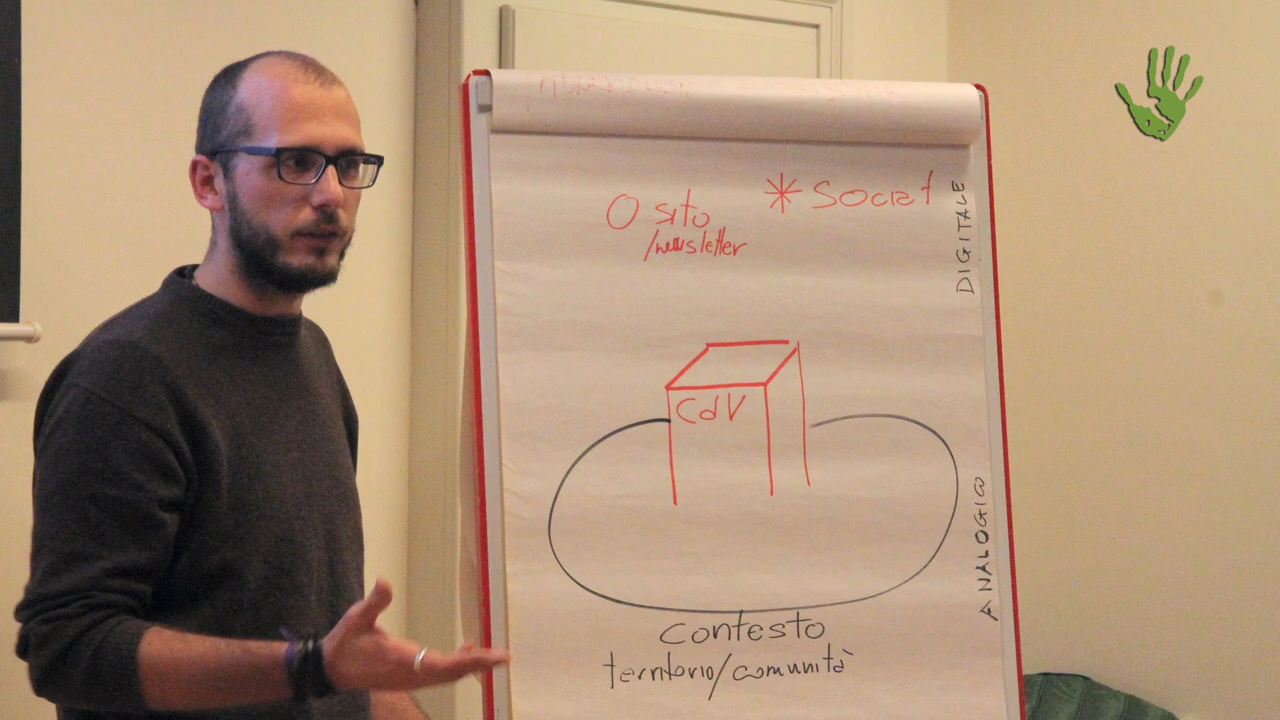 * Social
O sito
/newsletter
DIGITALE
CdV
ANALOGICO
contesto
territorio/comunità